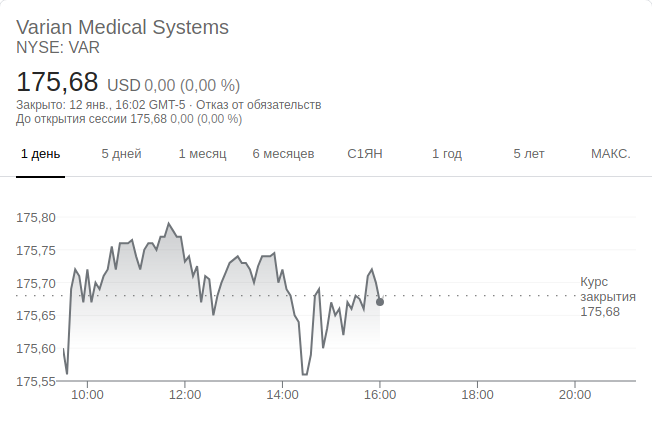 Varian Medical Systems
NYSE: VAR
175,68 USD 0,00 (0,00 %)
Закрыто: 12 янв., 16:02 GMT-5 · Отказ от обязательств
До открытия сессии 175,68 0,00 (0,00 %)
1 день 5 дней 1 месяц 6 месяцев С1ЯН 1 год 5 лет МАКС.
175,80
175,75
175,70
175,65
175,60
175,55
Курс
закрытия
175,68
10:00 12:00 14:00 16:00 18:00 20:00